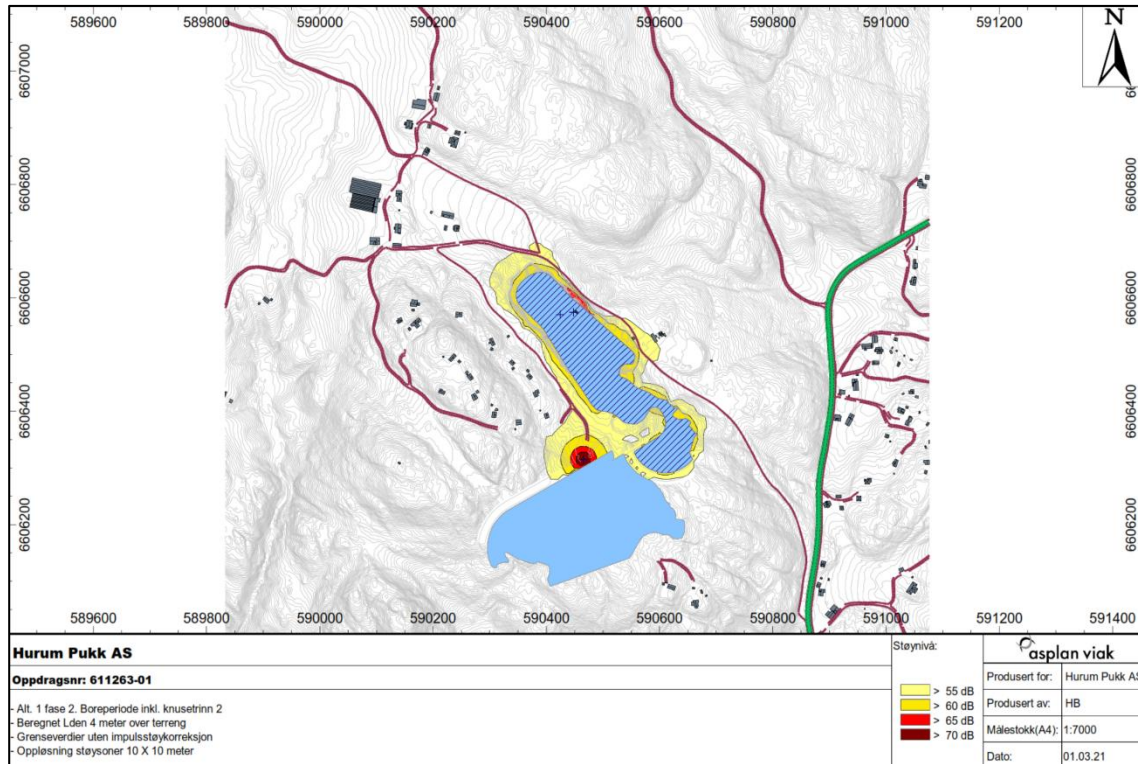 589600 589800 590000 590200 590400 590600 590800 591000 591200
N
6607000
6606800 6606800
6606600 6606600
6606400 6606400
6606200 6606200
589600 589800 590000 590200 590400 590600 590800 591000 591200 591400
Hurum Pukk AS
Oppdragsnr: 611263-01
- Alt. 1 fase 2. Boreperiode inkl. knusetrinn 2
- Beregnet Lden 4 meter over terreng
- Grenseverdier uten impulsstøykorreksjon
- Oppløsning støysoner 10 X 10 meter
Støynivå:
> 55 dB
> 60 dB
> 65 dB
> 70 dB
asplan viak
Produsert for: Hurum Pukk AS
Produsert av: HB
Målestokk(A4): 1:7000
Dato: 01.03.21